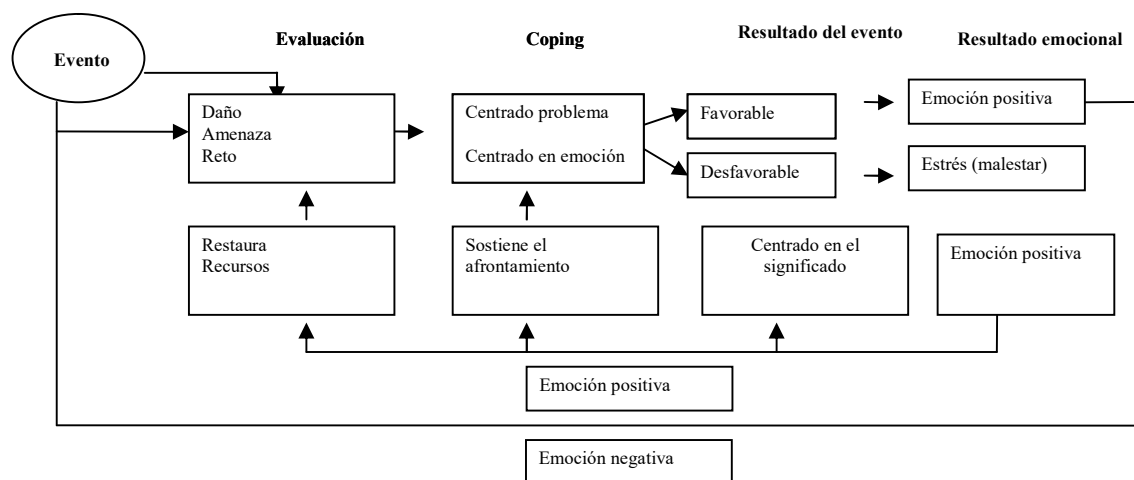 Evento
Evaluación
Coping
Resultado del evento
Resultado emocional
Daño
Amenaza
Reto
Centrado problema
Centrado en emoción
Favorable
Desfavorable
Emoción positiva
Estrés (malestar)
Restaura
Recursos
Sostiene el
afrontamiento
Centrado en el
significado
Emoción positiva
Emoción positiva
Emoción negativa